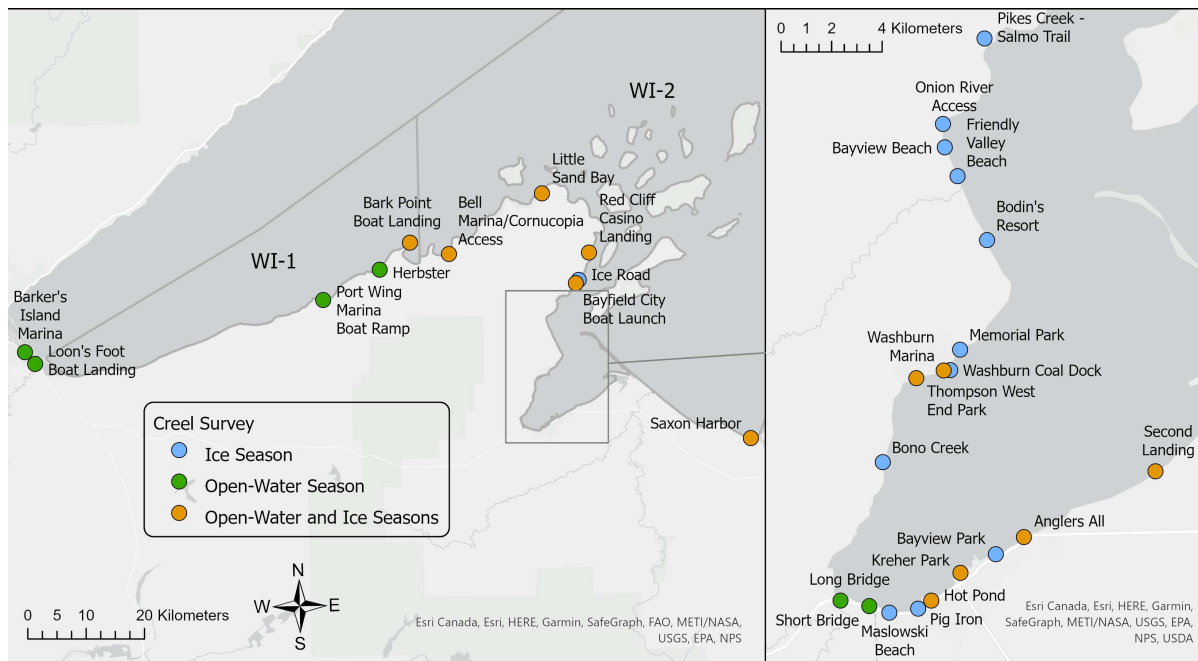 WI-2
WI-1
Little
Sand Bay
Red Cliff
Casino
Landing
Bark Point
Boat Landing
Bell
Marina/Cornucopia
Access
Herbster
Ice Road
Port Wing
Marina
Boat Ramp
Bayfield City
Boat Launch
Barker's
Island
Marina
Loon's Foot
Boat Landing
Saxon Harbor
Creel Survey
Ice Season
Open-Water Season
Open-Water and Ice Seasons
N
W E
S
0 5 10 20 Kilometers
Esri Canada, Esri, HERE, Garmin, SafeGraph, FAO, METI/NASA,
USGS, EPA, NPS
0 1 2 4 Kilometers
Pikes Creek -
Salmo Trail
Onion River
Access
Friendly
Valley
Beach
Bayview Beach
Bodin's
Resort
Memorial Park
Washburn
Marina
Washburn Coal Dock
Thompson West
End Park
Bono Creek
Second
Landing
Anglers All
Bayview Park
Kreher Park
Long Bridge
Hot Pond
Short Bridge
Pig Iron
Maslowski
Beach
Esri Canada, Esri, HERE, Garmin,
SafeGraph, METI/NASA, USGS, EPA,
NPS, USDA